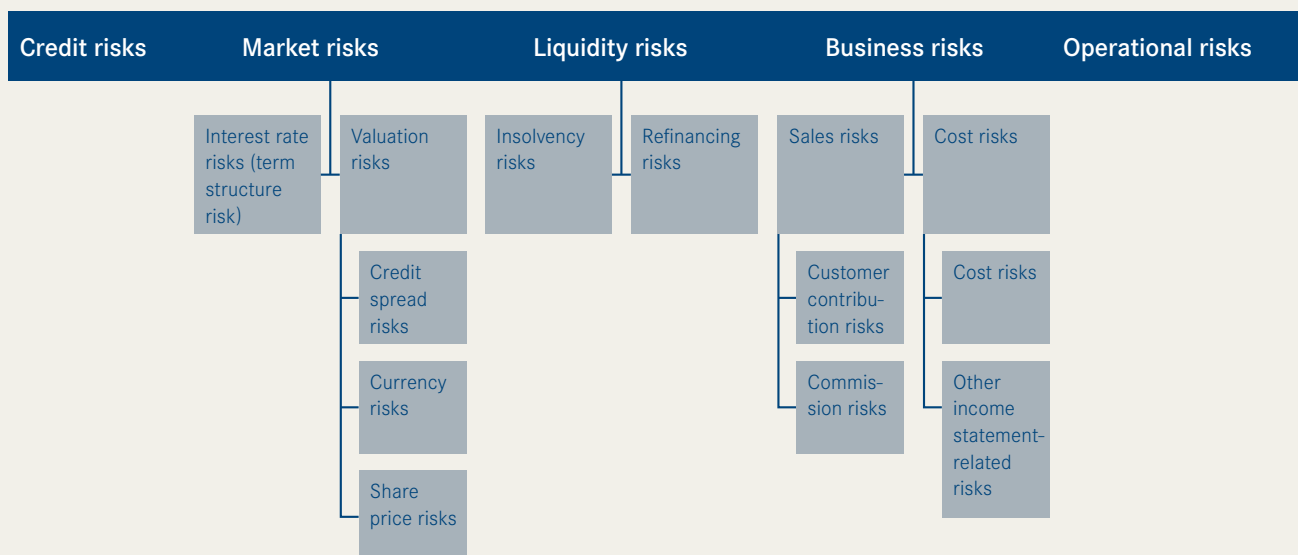 Credit risks
Market risks
Liquidity risks
Business risks
Operational risks
Interest rate
risks (term
structure
risk)
Valuation
risks
Credit
spread
risks
Currency
risks
Share
price risks
Insolvency
risks
Refinancing
risks
Sales risks
Customer
contribu-
tion risks
Commis-
sion risks
Cost risks
Cost risks
Other
income
statement-
related
risks